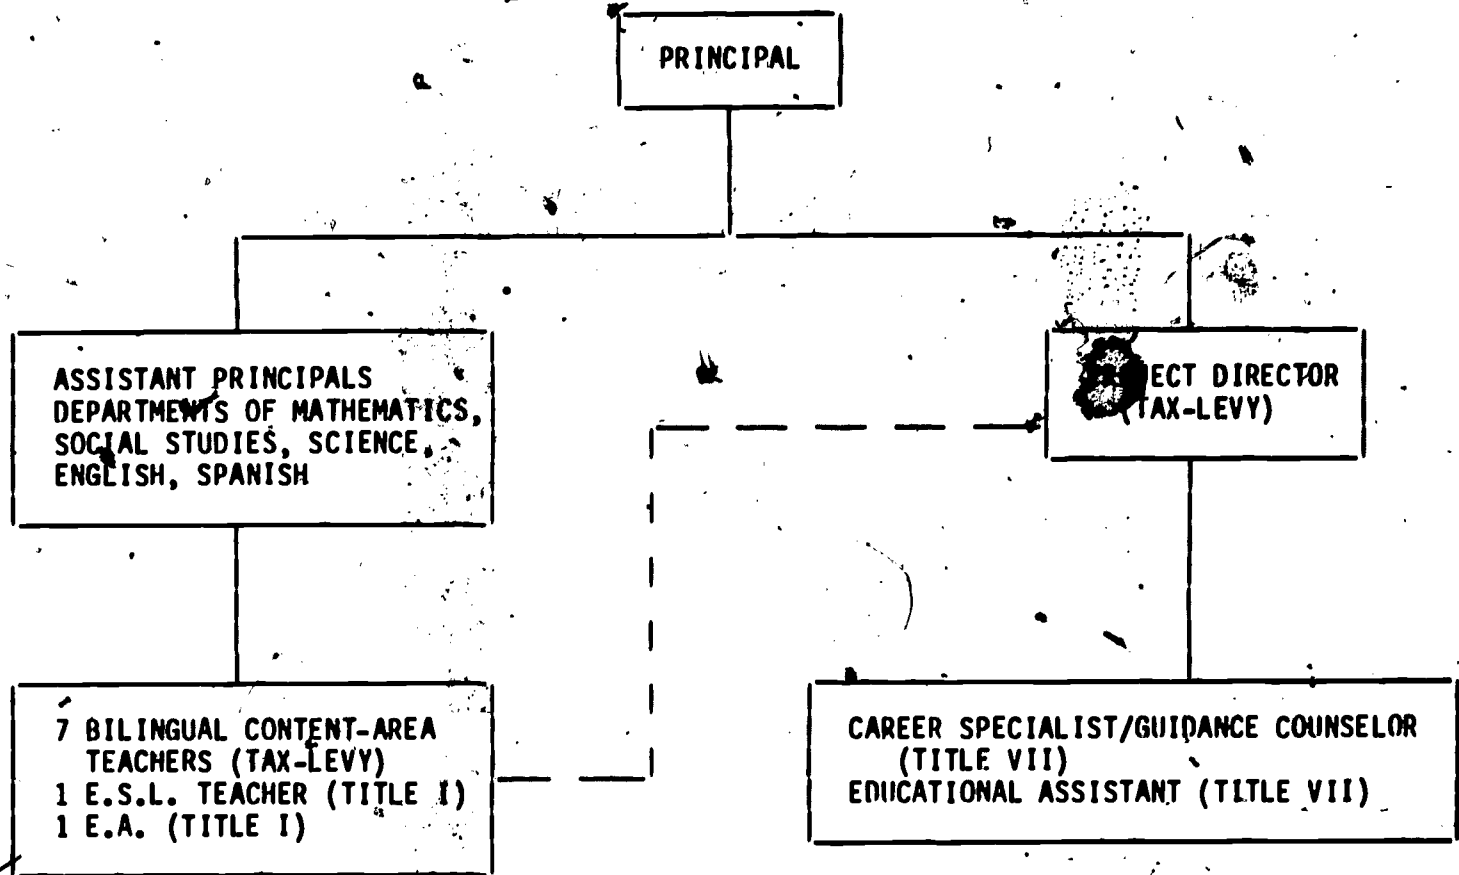 PRINCIPAL
ASSISTANT PRINCIPALS
DEPARTMENTS OF MATHEMATICS,
SOCIAL STUDIES, SCIENCE,
ENGLISH, SPANISH
DIRECTOR
(TAX-LEVY)
7 BILINGUAL CONTENT-AREA
TEACHERS (TAX-LEVY)
1 E.S.L. TEACHER (TITLE I)
1 E.A. (TITLE I)
CAREER SPECIALIST/GUIDANCE COUNSELOR
(TITLE VII)
EDUCATIONAL ASSISTANT (TITLE VII)